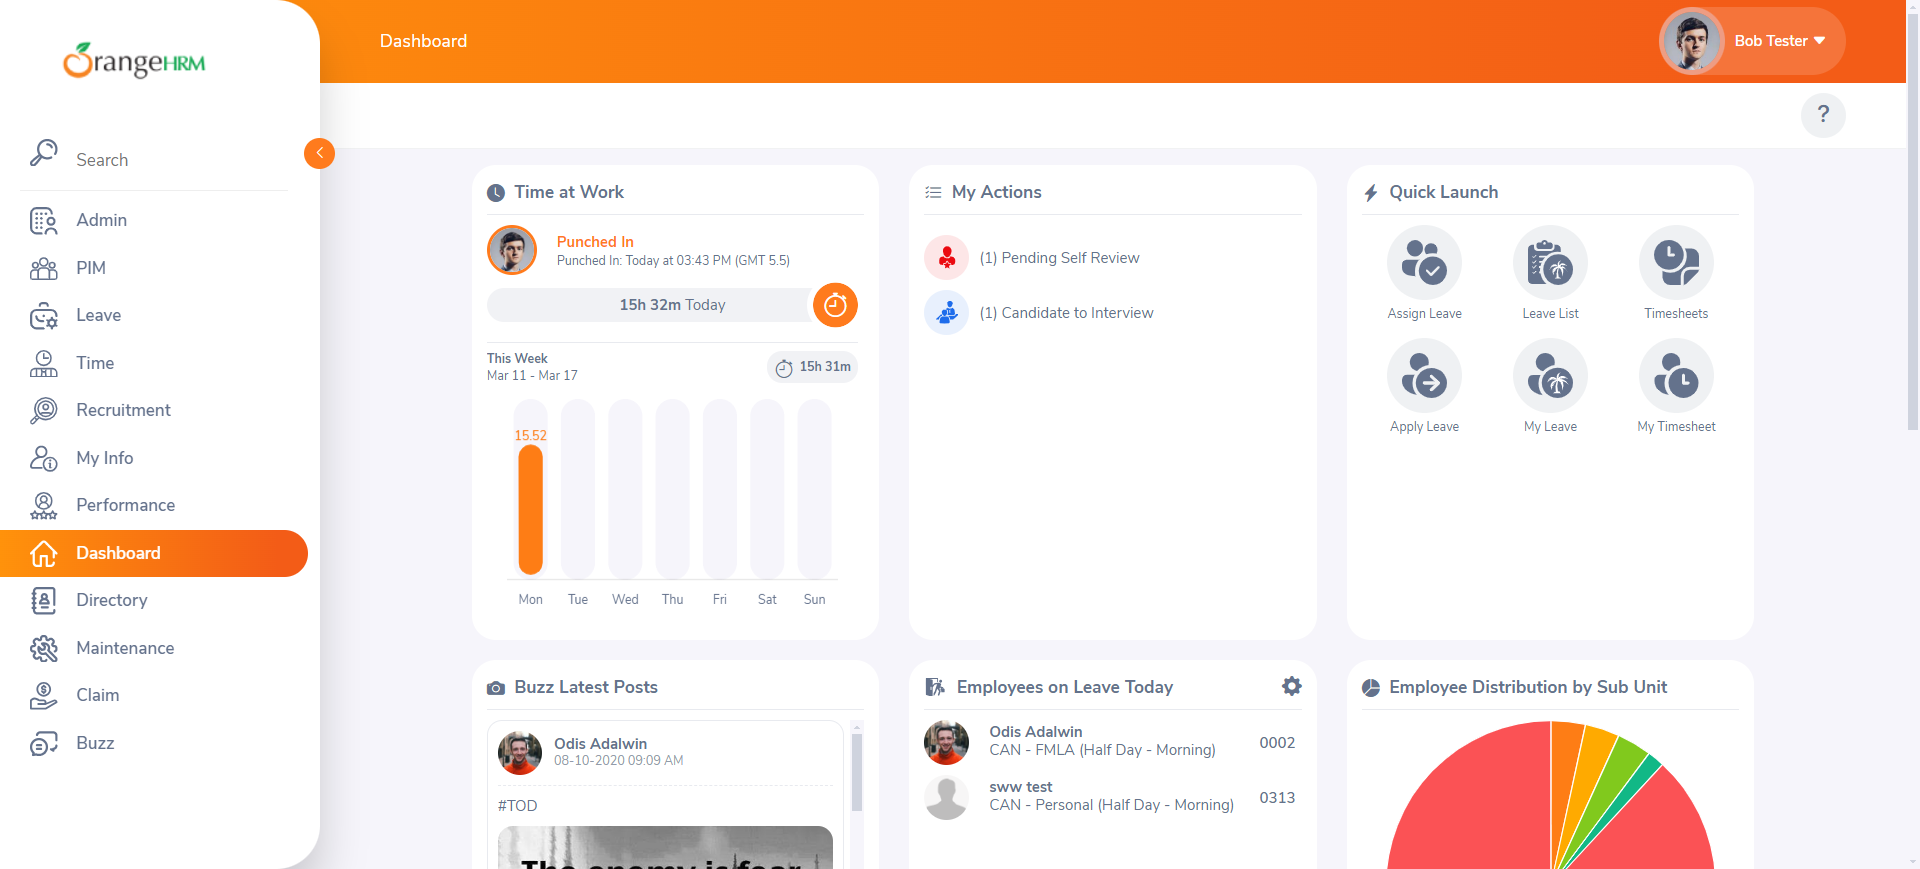 OrangeHRM
Search
Admin
PIM
Leave
Time
Recruitment
My Info
Performance
Dashboard
Directory
Maintenance
Claim
Buzz
Dashboard
Bob Tester
?
Time at Work
Punched In
Punched In: Today at 03:43 PM (GMT 5.5)
15h 32m Today
This Week
Mar 11 - Mar 17
15h 31m
15.52
Mon Tue Wed Thu Fri Sat Sun
My Actions
(1) Pending Self Review
(1) Candidate to Interview
Quick Launch
Assign Leave
Leave List
Timesheets
Apply Leave
My Leave
My Timesheet
Buzz Latest Posts
Odis Adalwin
08-10-2020 09:09 AM
#TOD
The enemy is fear
Employees on Leave Today
Odis Adalwin
CAN - FMLA (Half Day - Morning)
0002
sww test
CAN - Personal (Half Day - Morning)
0313
Employee Distribution by Sub Unit